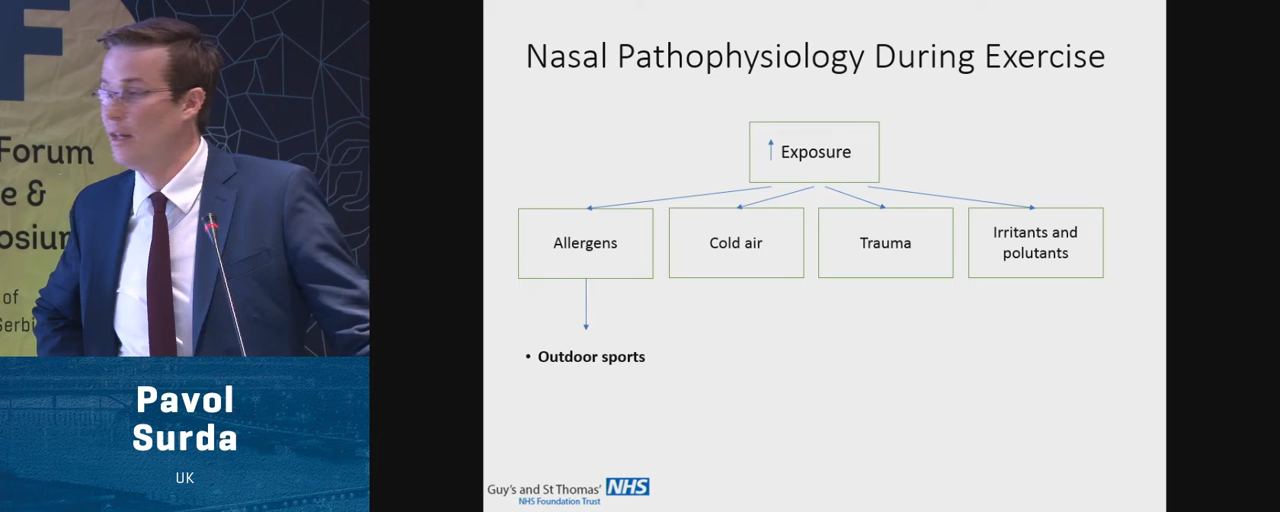 F
Forum
e &
osium
of
Serbi
Pavol
Surda
UK
Nasal Pathophysiology During Exercise
Exposure
Allergens
Cold air
Trauma
Irritants and
polutants
• Outdoor sports
Guy's and St Thomas' NHS
NHS Foundation Trust